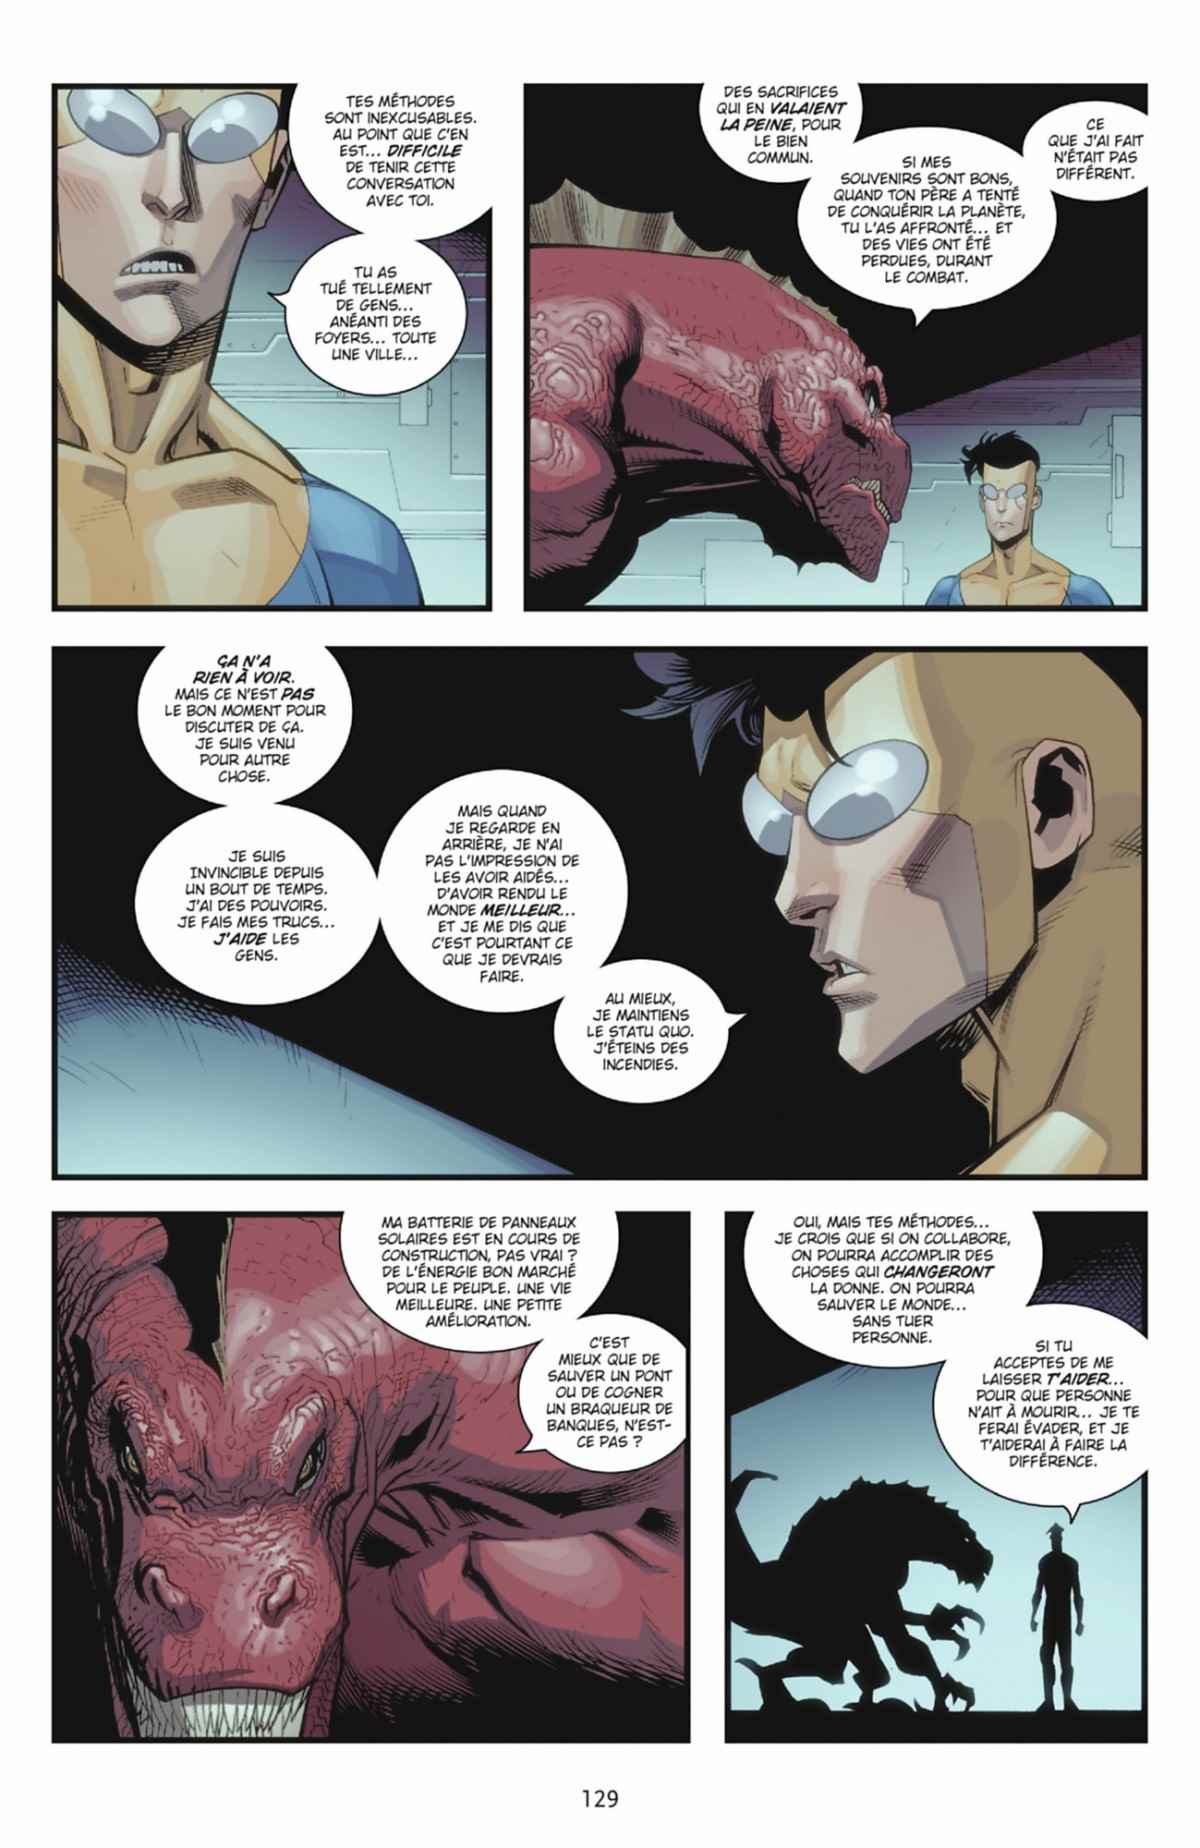 TES MÉTHODES
SONT INEXCUSABLES.
AU POINT QUE C'EN
EST... DIFFICILE
DE TENIR CETTE
CONVERSATION
AVEC TOI.
TU AS
TUÉ TELLEMENT
DE GENS...
ANÉANTI DES
FOYERS... TOUTE
UNE VILLE...
DES SACRIFICES
QUI EN VALAIENT
LA PEINE, POUR
LE BIEN
COMMUN.
SI MES
SOUVENIRS SONT BONS,
QUAND TON PÈRE A TENTÉ
DE CONQUÉRIR LA PLANÈTE,
TU L'AS AFFRONTÉ... ET
DES VIES ONT ÉTÉ
PERDUES, DURANT
LE COMBAT.
CE
QUE J'AI FAIT
N'ÉTAIT PAS
DIFFÉRENT.
ÇA N'A
RIEN À VOIR.
MAIS CE N'EST PAS
LE BON MOMENT POUR
DISCUTER DE ÇA.
JE SUIS VENU
POUR AUTRE
CHOSE.
JE SUIS
INVINCIBLE DEPUIS
UN BOUT DE TEMPS.
J'AI DES POUVOIRS.
JE FAIS MES TRUCS...
J'AIDE LES
GENS.
MAIS QUAND
JE REGARDE EN
ARRIÈRE, JE N'AI
PAS L'IMPRESSION DE
LES AVOIR AIDÉS...
D'AVOIR RENDU LE
MONDE MEILLEUR...
ET JE ME DIS QUE
C'EST POURTANT CE
QUE JE DEVRAIS
FAIRE.
AU MIEUX,
JE MAINTIENS
LE STATU QUO.
J'ÉTEINS DES
INCENDIES.
MA BATTERIE DE PANNEAUX
SOLAIRES EST EN COURS DE
CONSTRUCTION, PAS VRAI ?
DE L'ÉNERGIE BON MARCHÉ
POUR LE PEUPLE. UNE VIE
MEILLEURE. UNE PETITE
AMÉLIORATION.
C'EST
MIEUX QUE DE
SAUVER UN PONT
OU DE COGNER
UN BRAQUEUR DE
BANQUES, N'EST-
CE PAS ?
OUI, MAIS TES MÉTHODES...
JE CROIS QUE SI ON COLLABORE,
ON POURRA ACCOMPLIR DES
CHOSES QUI CHANGERONT
LA DONNE. ON POURRA
SAUVER LE MONDE...
SANS TUER
PERSONNE.
SI TU
ACCEPTES DE ME
LAISSER T'AIDER...
POUR QUE PERSONNE
N'AIT À MOURIR... JE TE
FERAI ÉVADER, ET JE
T'AIDERAI À FAIRE LA
DIFFÉRENCE.
129